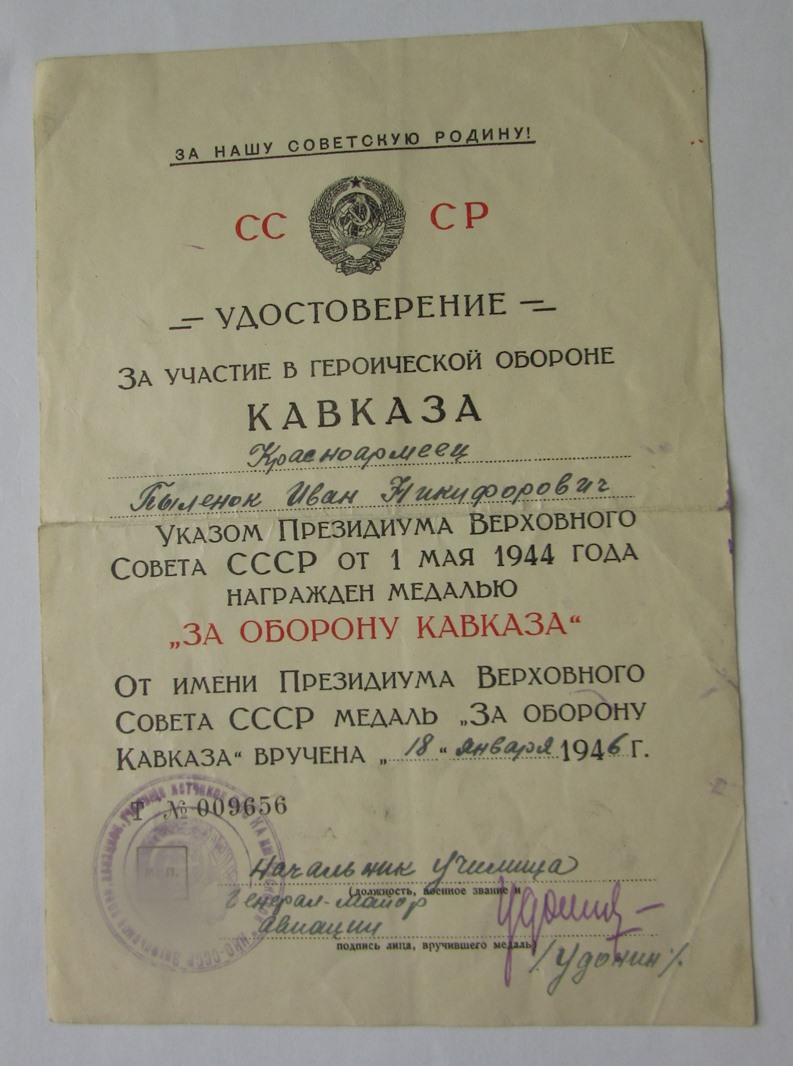 ЗА НАШУ СОВЕТСКУЮ РОДИНУ!
СС СР
УДОСТОВЕРЕНИЕ
ЗА УЧАСТИЕ В ГЕРОИЧЕСКОЙ ОБОРОНЕ
КАВКАЗА
Красноармеец
Пыленок Иван Никифорович
УКАЗОМ ПРЕЗИДИУМА ВЕРХОВНОГО
СОВЕТА СССР ОТ 1 МАЯ 1944 ГОДА
НАГРАЖДЕН МЕДАЛЬЮ
„ЗА ОБОРОНУ КАВКАЗА“
ОТ ИМЕНИ ПРЕЗИДИУМА ВЕРХОВНОГО
СОВЕТА СССР МЕДАЛЬ „ЗА ОБОРОНУ
КАВКАЗА“ ВРУЧЕНА „18“ января 1946 Г.
Т № 009656
М. П.
Начальник Училища
(должность, военное звание и
Генерал-майор
авиации
подпись лица, вручившего медаль)
/Удонин/